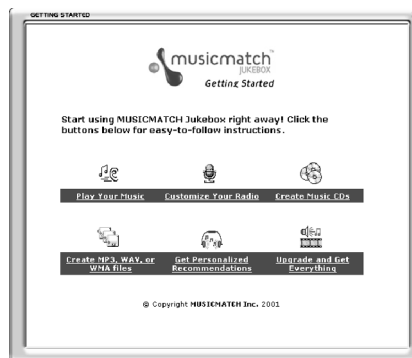 GETTING STARTED
musicmatch™
JUKEBOX
Getting Started
Start using MUSICMATCH Jukebox right away! Click the
buttons below for easy-to-follow instructions.
Play Your Music Customize Your Radio Create Music CDs
Create MP3, WAV, or WMA files Get Personalized Recommendations Upgrade and Get Everything
© Copyright MUSICMATCH Inc. 2001